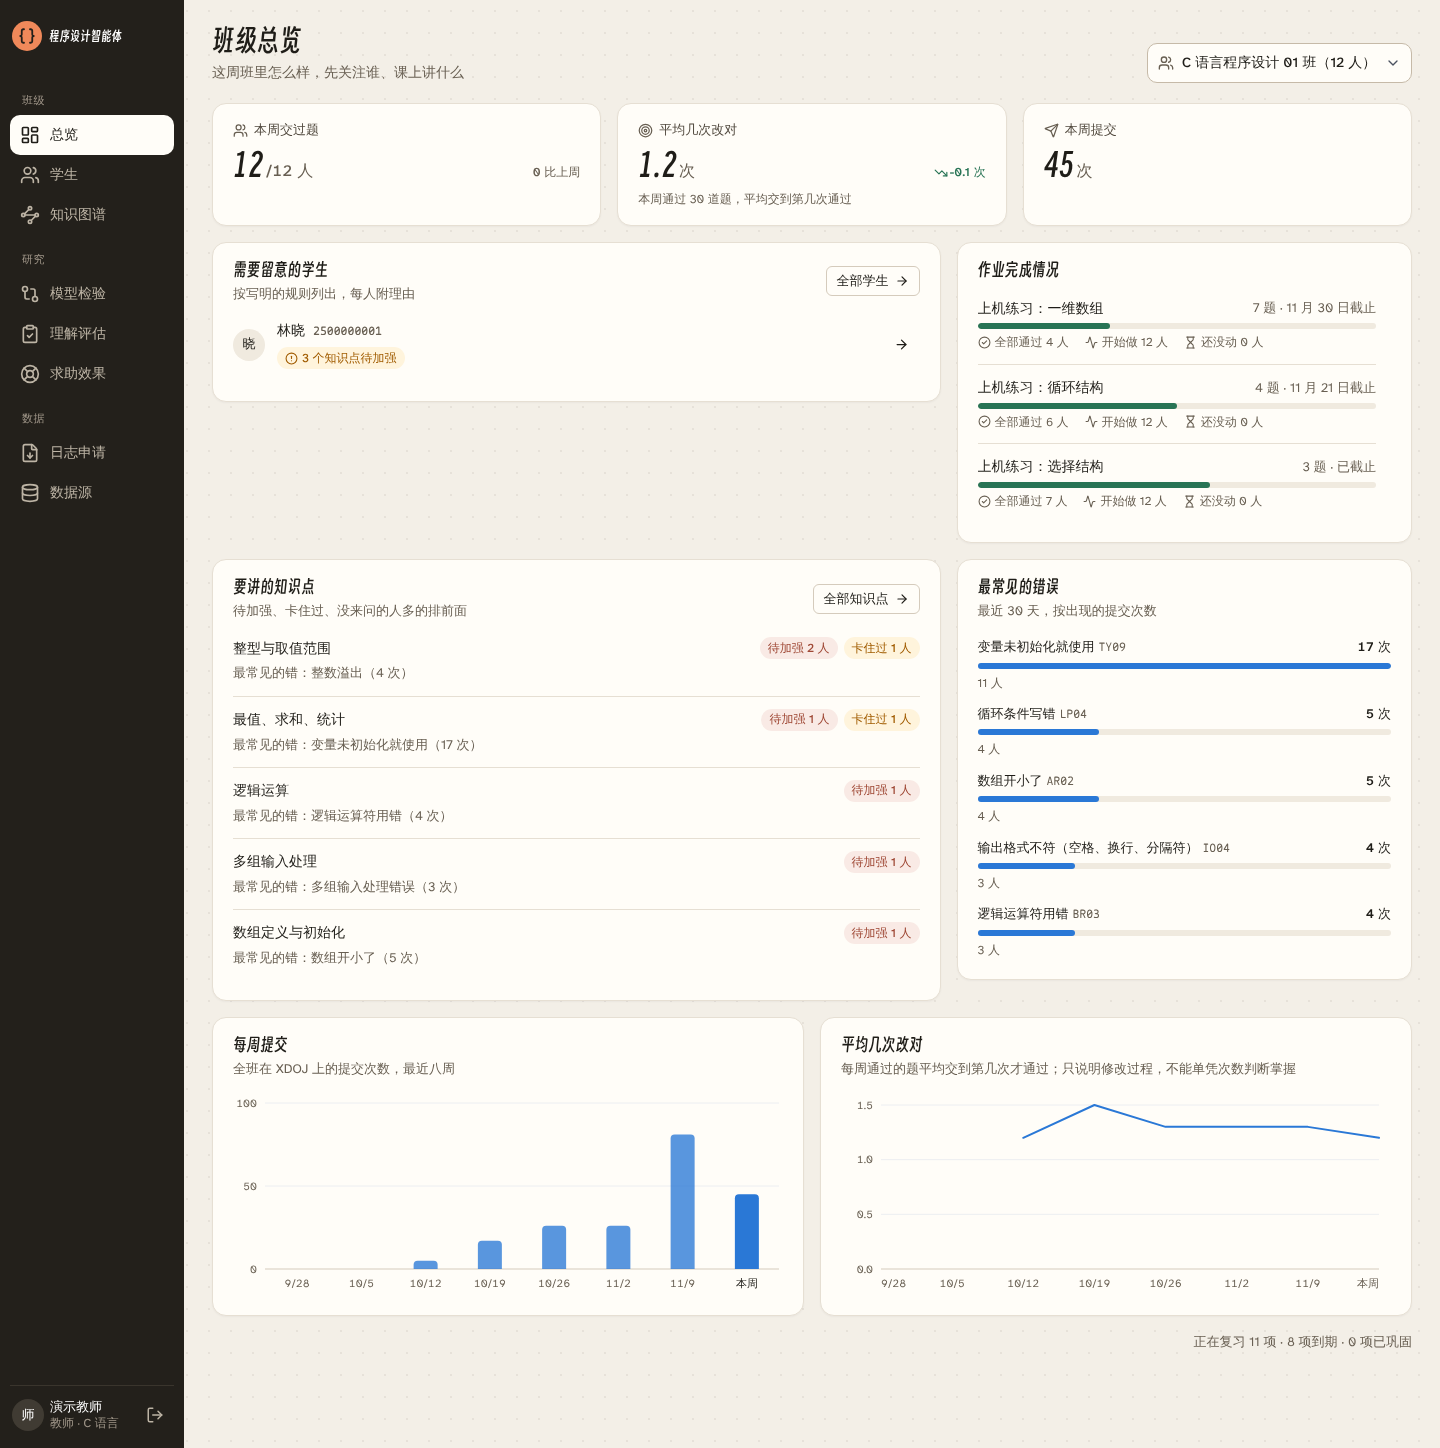 { } 程序设计智能体
班级
总览
学生
知识图谱
研究
模型检验
理解评估
求助效果
数据
日志申请
数据源
师 演示教师
教师 · C 语言
班级总览
这周班里怎么样，先关注谁、课上讲什么
C 语言程序设计 01 班（12 人）
本周交过题
12/12 人
0 比上周
平均几次改对
1.2 次
-0.1 次
本周通过 30 道题，平均交到第几次通过
本周提交
45 次
需要留意的学生
按写明的规则列出，每人附理由
全部学生
晓 林晓 2500000001
3 个知识点待加强
作业完成情况
上机练习：一维数组 7 题 · 11 月 30 日截止
全部通过 4 人 开始做 12 人 还没动 0 人
上机练习：循环结构 4 题 · 11 月 21 日截止
全部通过 6 人 开始做 12 人 还没动 0 人
上机练习：选择结构 3 题 · 已截止
全部通过 7 人 开始做 12 人 还没动 0 人
要讲的知识点
待加强、卡住过、没来问的人多的排前面
全部知识点
整型与取值范围 待加强 2 人 卡住过 1 人
最常见的错：整数溢出（4 次）
最值、求和、统计 待加强 1 人 卡住过 1 人
最常见的错：变量未初始化就使用（17 次）
逻辑运算 待加强 1 人
最常见的错：逻辑运算符用错（4 次）
多组输入处理 待加强 1 人
最常见的错：多组输入处理错误（3 次）
数组定义与初始化 待加强 1 人
最常见的错：数组开小了（5 次）
最常见的错误
最近 30 天，按出现的提交次数
变量未初始化就使用 TY09 17 次
11 人
循环条件写错 LP04 5 次
4 人
数组开小了 AR02 5 次
4 人
输出格式不符（空格、换行、分隔符） IO04 4 次
3 人
逻辑运算符用错 BR03 4 次
3 人
每周提交
全班在 XDOJ 上的提交次数，最近八周
100
50
0
9/28 10/5 10/12 10/19 10/26 11/2 11/9 本周
平均几次改对
每周通过的题平均交到第几次才通过；只说明修改过程，不能单凭次数判断掌握
1.5
1.0
0.5
0.0
9/28 10/5 10/12 10/19 10/26 11/2 11/9 本周
正在复习 11 项 · 8 项到期 · 0 项已巩固